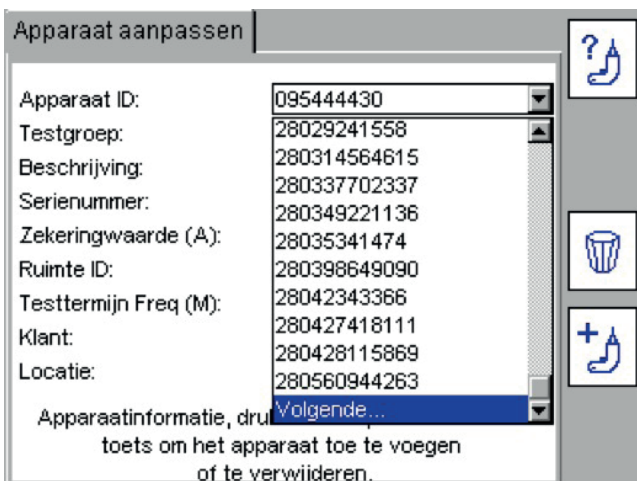 Apparaat aanpassen
Apparaat ID: 095444430
Testgroep: 28029241558
Beschrijving: 280314564615
280337702337
Serienummer: 280349221136
Zekeringwaarde (A): 28035341474
Ruimte ID: 280398649090
Testtermijn Freq (M): 28042343366
Klant: 280427418111
280428115869
Locatie: 280560944263
Apparaatinformatie, Volgende...
toets om het apparaat toe te voegen
of te verwijderen.
?
+